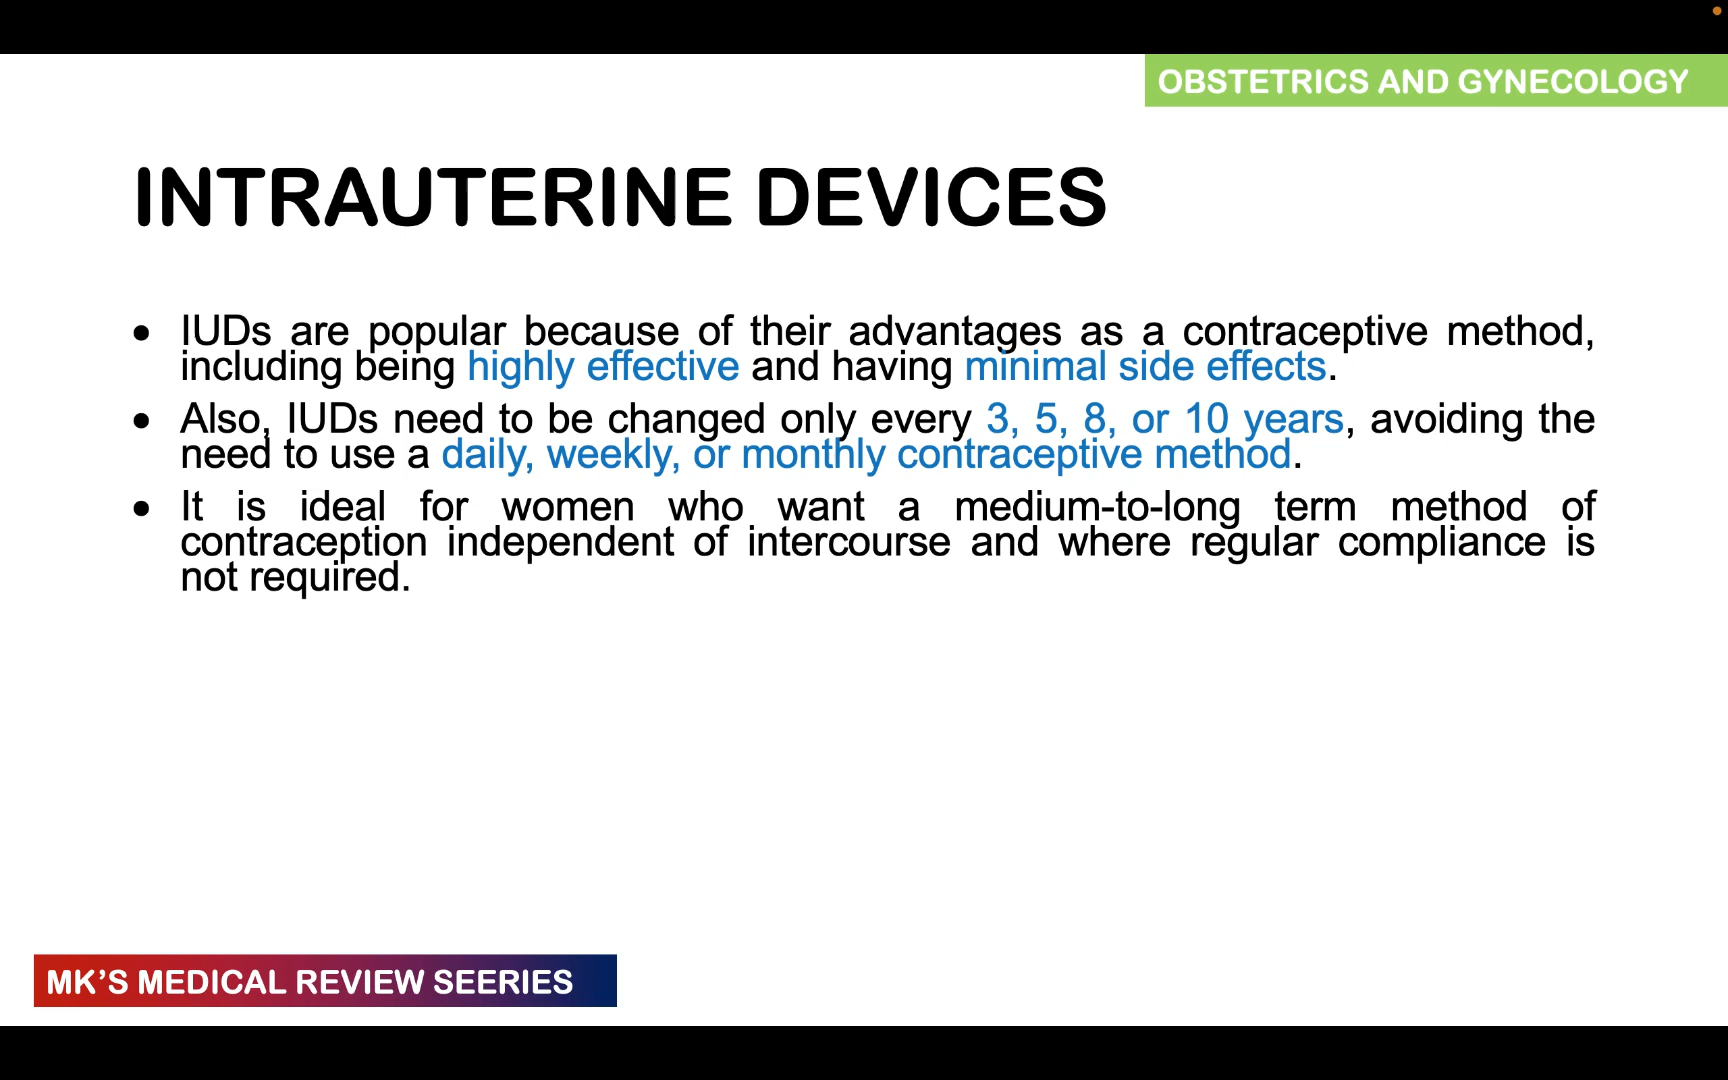 OBSTETRICS AND GYNECOLOGY
INTRAUTERINE DEVICES
• IUDs are popular because of their advantages as a contraceptive method,
including being highly effective and having minimal side effects.
• Also, IUDs need to be changed only every 3, 5, 8, or 10 years, avoiding the
need to use a daily, weekly, or monthly contraceptive method.
• It is ideal for women who want a medium-to-long term method of
contraception independent of intercourse and where regular compliance is
not required.
MK’S MEDICAL REVIEW SEERIES